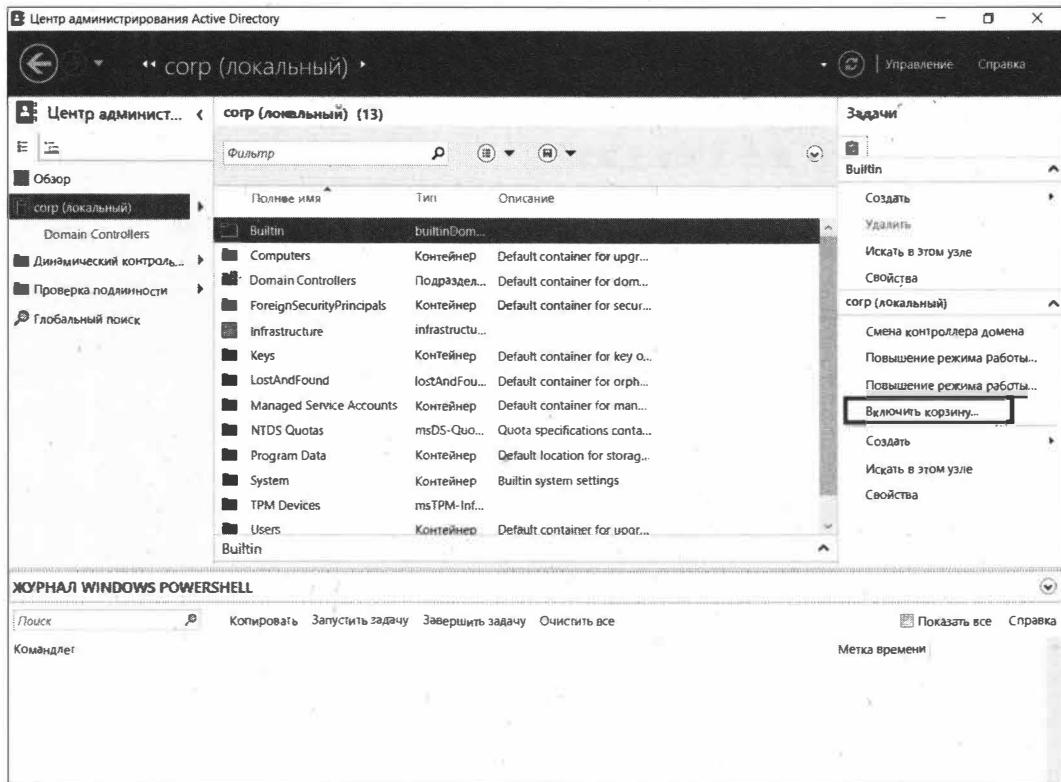 Центр администрирования Active Directory
corp (локальный)
Управление Справка
Центр админист...
Обзор
corp (локальный)
Domain Controllers
Динамический контроль...
Проверка подлинности
Глобальный поиск
corp (локальный) (13)
Фильтр
Полное имя Тип Описание
Builtin builtinDom...
Computers Контейнер Default container for upgr...
Domain Controllers Подраздел... Default container for dom...
ForeignSecurityPrincipals Контейнер Default container for secur...
Infrastructure infrastructu...
Keys Контейнер Default container for key o...
LostAndFound lostAndFou... Default container for orph...
Managed Service Accounts Контейнер Default container for man...
NTDS Quotas msDS-Quo... Quota specifications conta...
Program Data Контейнер Default location for storag...
System Контейнер Builtin system settings
TPM Devices msTPM-Inf...
Users Контейнер Default container for upgr...
Builtin
Задачи
Builtin
Создать
Удалить
Искать в этом узле
Свойства
corp (локальный)
Смена контроллера домена
Повышение режима работы...
Повышение режима работы...
Включить корзину...
Создать
Искать в этом узле
Свойства
ЖУРНАЛ WINDOWS POWERSHELL
Поиск Копировать Запустить задачу Завершить задачу Очистить все Показать все Справка
Командлет Метка времени